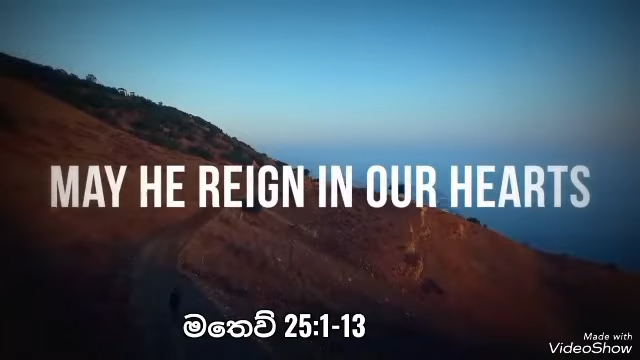 MAY HE REIGN IN OUR HEARTS
මතෙව් 25:1-13
Made with
VideoShow